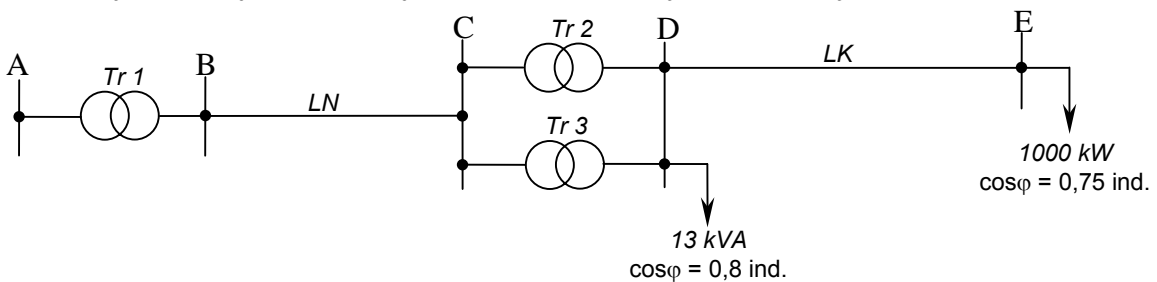 A
Tr 1
B
LN
C
Tr 2
Tr 3
D
LK
E
1000 kW
cosφ = 0,75 ind.
13 kVA
cosφ = 0,8 ind.